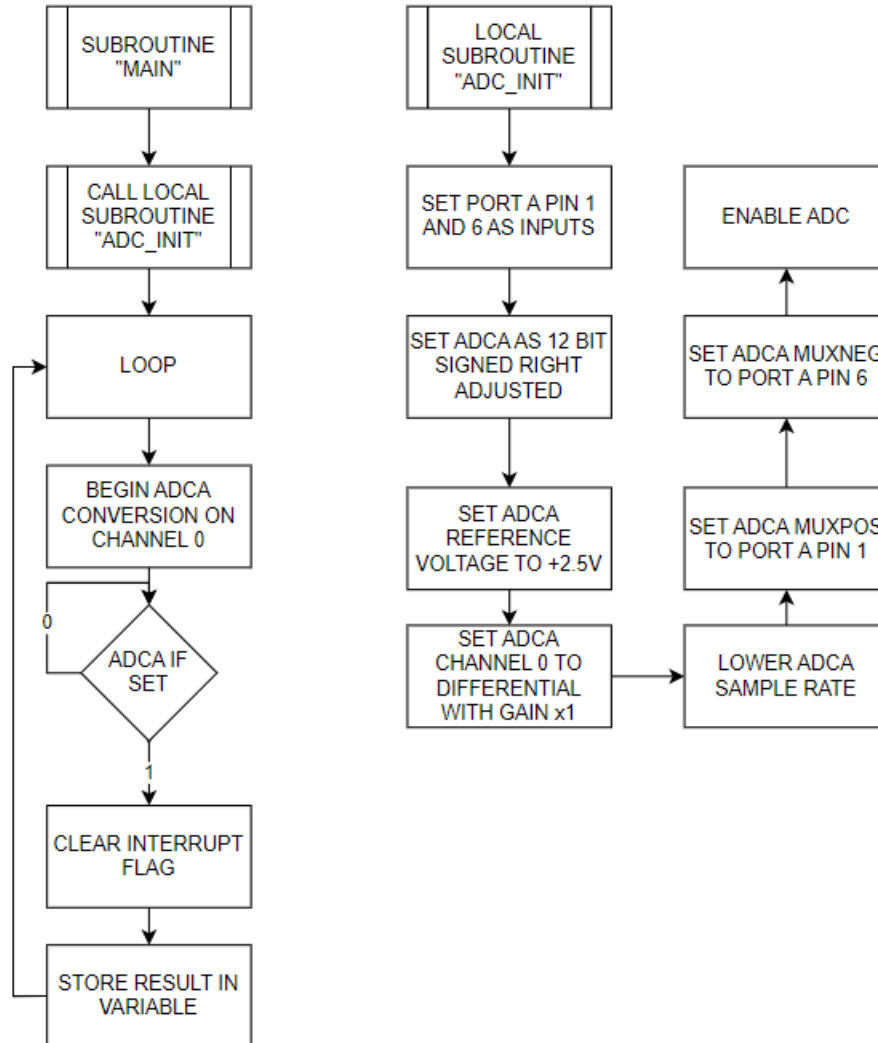 SUBROUTINE
"MAIN"
CALL LOCAL
SUBROUTINE
"ADC_INIT"
LOOP
BEGIN ADCA
CONVERSION ON
CHANNEL 0
0
ADCA IF
SET
1
CLEAR INTERRUPT
FLAG
STORE RESULT IN
VARIABLE
LOCAL
SUBROUTINE
"ADC_INIT"
SET PORT A PIN 1
AND 6 AS INPUTS
SET ADCA AS 12 BIT
SIGNED RIGHT
ADJUSTED
SET ADCA
REFERENCE
VOLTAGE TO +2.5V
SET ADCA
CHANNEL 0 TO
DIFFERENTIAL
WITH GAIN x1
LOWER ADCA
SAMPLE RATE
SET ADCA MUXPOS
TO PORT A PIN 1
SET ADCA MUXNEG
TO PORT A PIN 6
ENABLE ADC